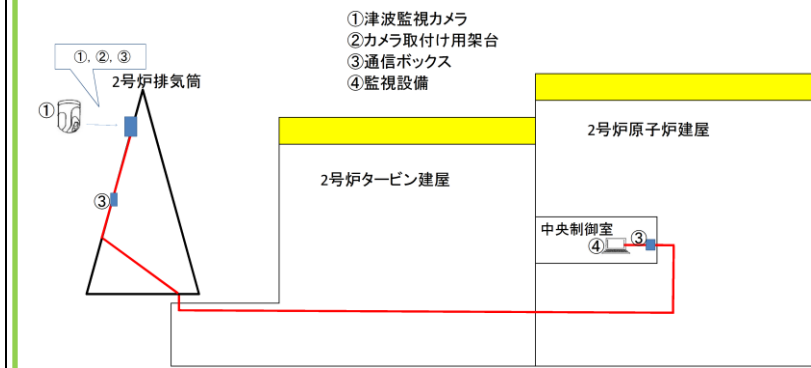 ①津波監視カメラ
②カメラ取付け用架台
③通信ボックス
④監視設備
①, ②, ③
2号炉排気筒
①
③
2号炉タービン建屋
2号炉原子炉建屋
中央制御室
④
③